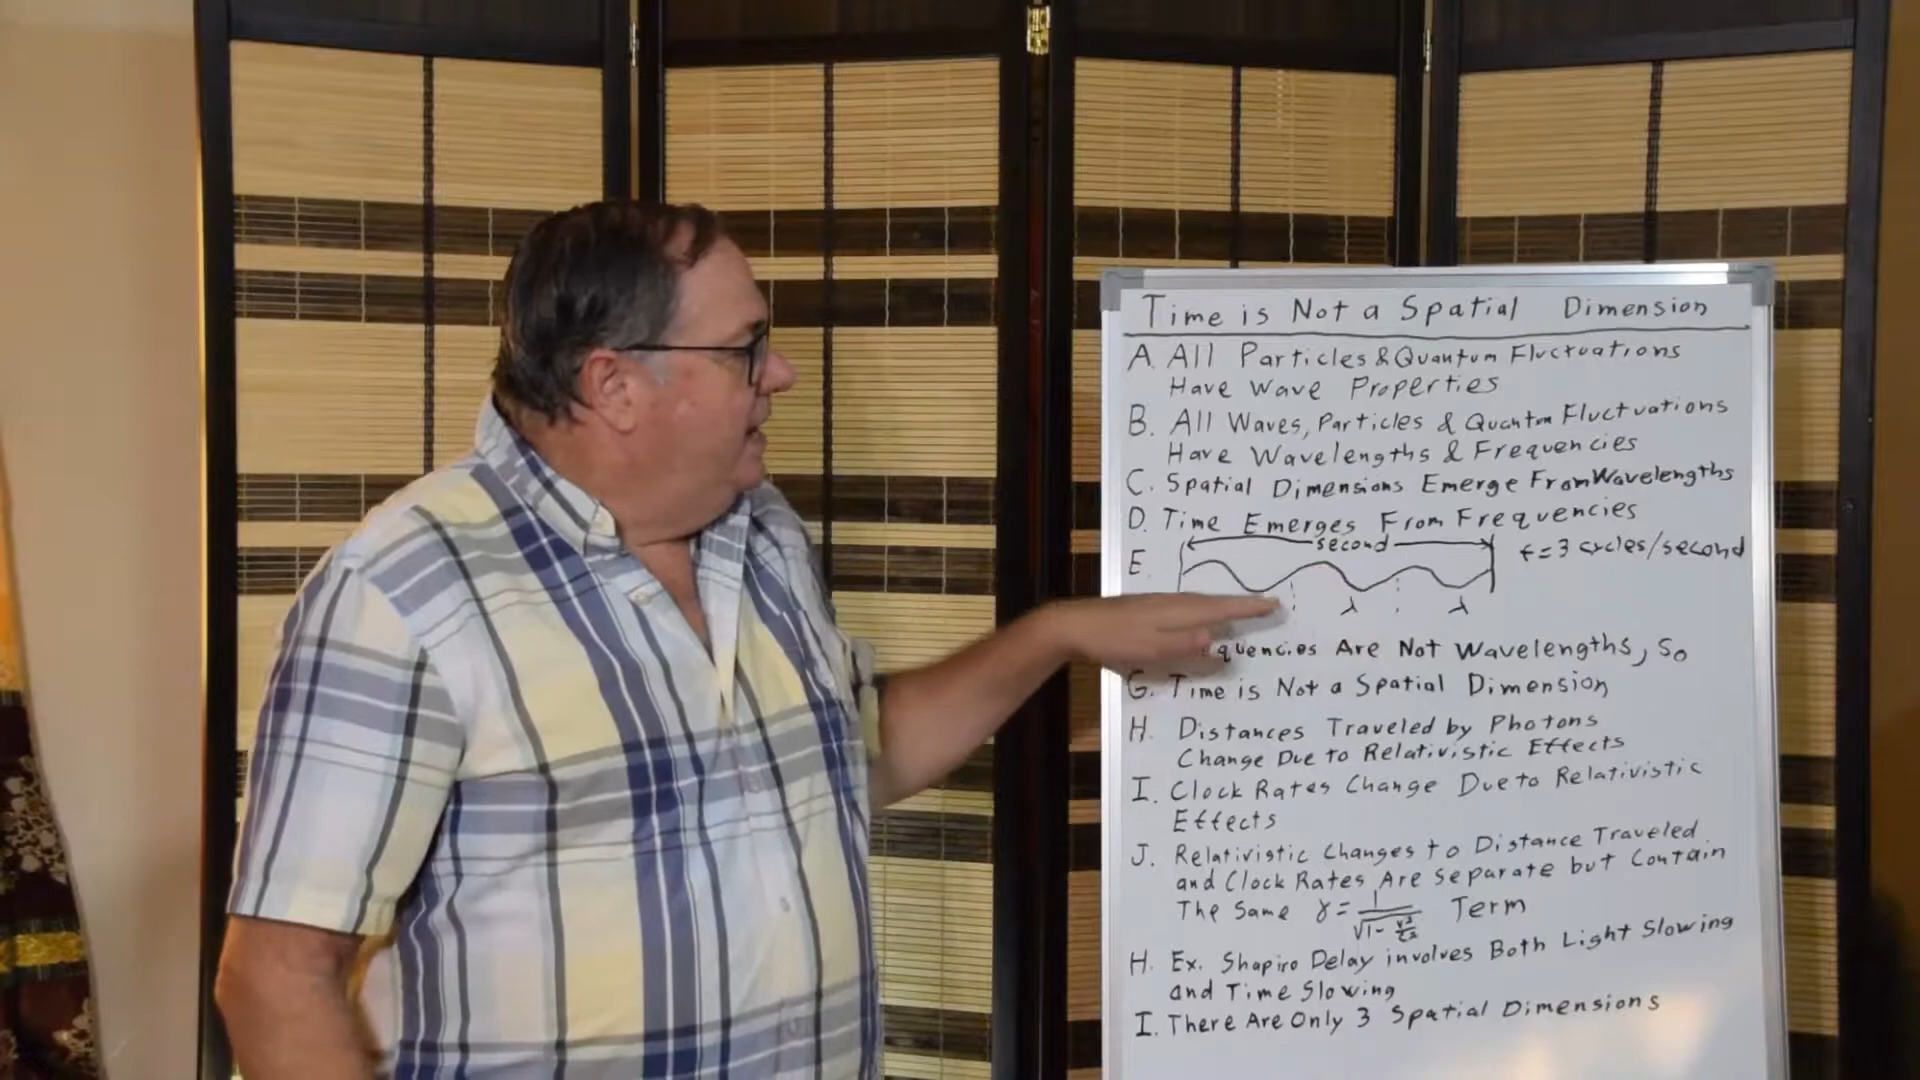 Time is Not a Spatial Dimension
A. All Particles & Quantum Fluctuations
Have Wave Properties
B. All Waves, Particles & Quantum Fluctuations
Have Wavelengths & Frequencies
C. Spatial Dimensions Emerge From Wavelengths
D. Time Emerges From Frequencies
second
E. f=3 cycles/second
λ λ
quencies Are Not Wavelengths, So
G. Time is Not a Spatial Dimension
H. Distances Traveled by Photons
Change Due to Relativistic Effects
I. Clock Rates Change Due to Relativistic
Effects
J. Relativistic Changes to Distance Traveled
and Clock Rates Are Separate but Contain
The Same γ = 1/√(1 - v²/c²) Term
H. Ex. Shapiro Delay involves Both Light Slowing
and Time Slowing
I. There Are Only 3 Spatial Dimensions